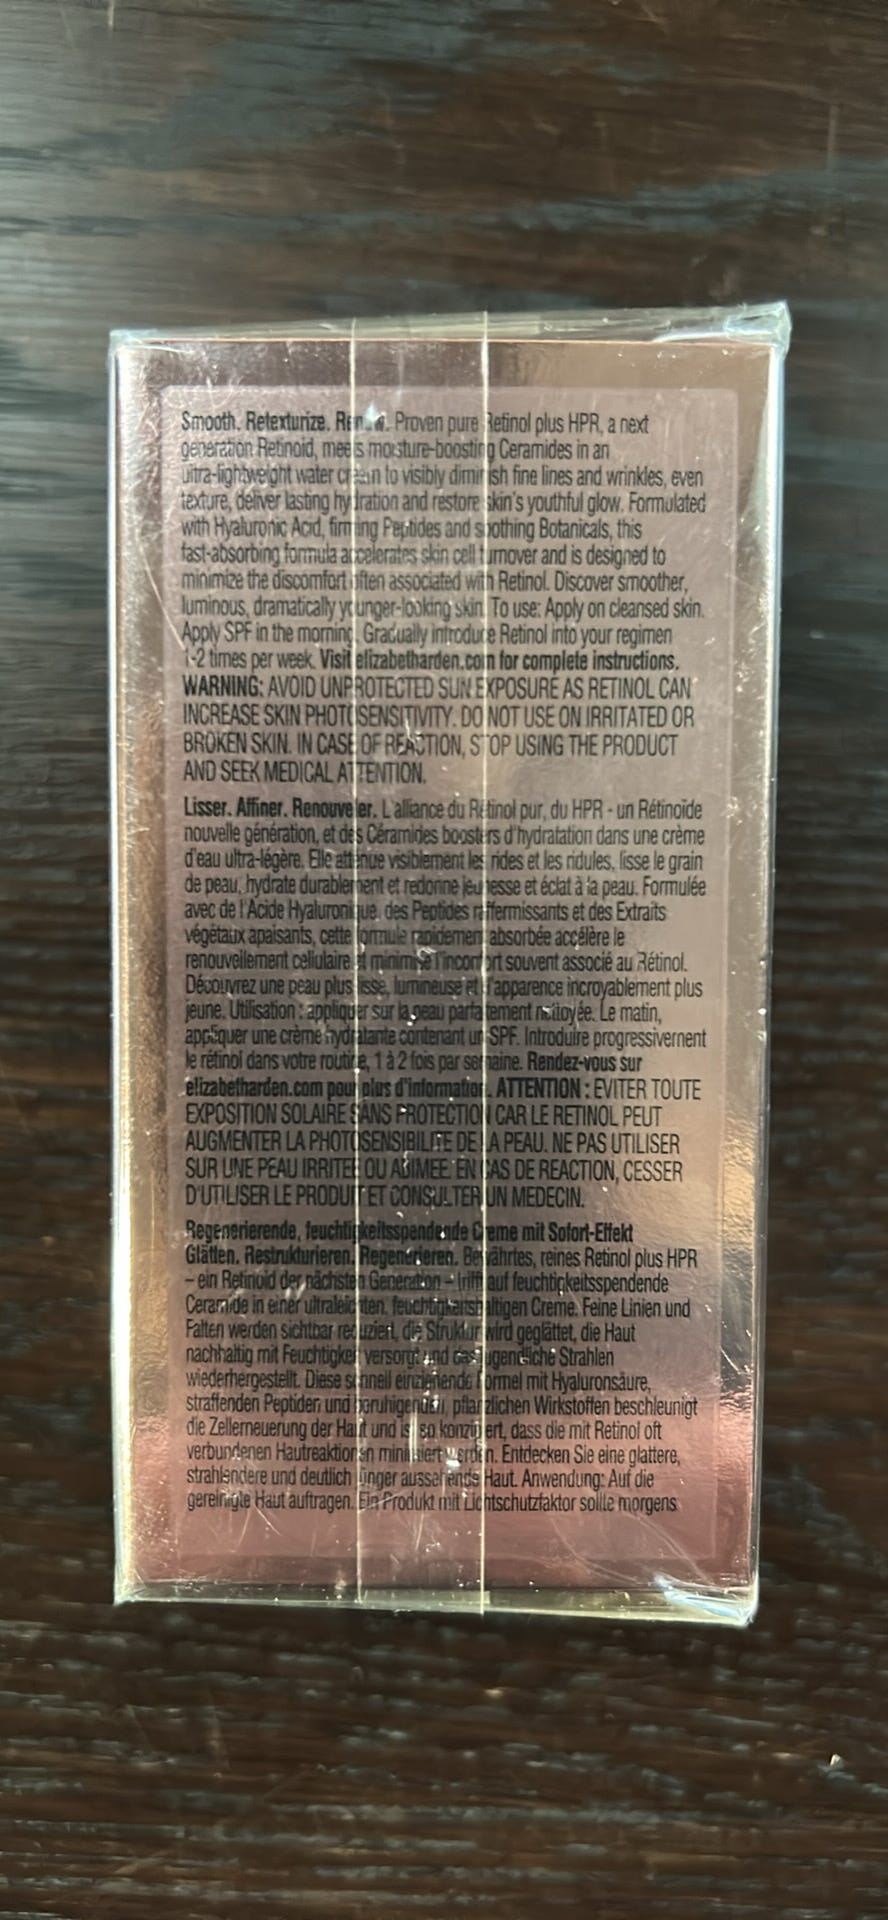 Smooth. Retexturize. Renew. Proven pure Retinol plus HPR, a next
generation Retinoid, meets moisture-boosting Ceramides in an
ultra-lightweight water cream to visibly diminish fine lines and wrinkles, even
texture, deliver lasting hydration and restore skin's youthful glow. Formulated
with Hyaluronic Acid, firming Peptides and soothing Botanicals, this
fast-absorbing formula accelerates skin cell turnover and is designed to
minimize the discomfort often associated with Retinol. Discover smoother,
luminous, dramatically younger-looking skin. To use: Apply on cleansed skin.
Apply SPF in the morning. Gradually introduce Retinol into your regimen
1-2 times per week. Visit elizabetharden.com for complete instructions.
WARNING: AVOID UNPROTECTED SUN EXPOSURE AS RETINOL CAN
INCREASE SKIN PHOTOSENSITIVITY. DO NOT USE ON IRRITATED OR
BROKEN SKIN. IN CASE OF REACTION, STOP USING THE PRODUCT
AND SEEK MEDICAL ATTENTION.
Lisser. Affiner. Renouveler. L'alliance du Rétinol pur, du HPR - un Rétinoïde
nouvelle génération, et des Céramides boosters d'hydratation dans une crème
d'eau ultra-légère. Elle atténue visiblement les rides et les ridules, lisse le grain
de peau, hydrate durablement et redonne jeunesse et éclat à la peau. Formulée
avec de l'Acide Hyaluronique, des Peptides raffermissants et des Extraits
végétaux apaisants, cette formule rapidement absorbée accélère le
renouvellement cellulaire et minimise l'inconfort souvent associé au Rétinol.
Découvrez une peau plus lisse, lumineuse et d'apparence incroyablement plus
jeune. Utilisation : appliquer sur la peau parfaitement nettoyée. Le matin,
appliquer une crème hydratante contenant un SPF. Introduire progressivement
le rétinol dans votre routine, 1 à 2 fois par semaine. Rendez-vous sur
elizabetharden.com pour plus d'information. ATTENTION : EVITER TOUTE
EXPOSITION SOLAIRE SANS PROTECTION CAR LE RETINOL PEUT
AUGMENTER LA PHOTOSENSIBILITE DE LA PEAU. NE PAS UTILISER
SUR UNE PEAU IRRITEE OU ABIMEE. EN CAS DE REACTION, CESSER
D'UTILISER LE PRODUIT ET CONSULTER UN MEDECIN.
Regenerierende, feuchtigkeitsspendende Creme mit Sofort-Effekt
Glätten. Restrukturieren. Regenerieren. Bewährtes, reines Retinol plus HPR
– ein Retinoid der nächsten Generation – trifft auf feuchtigkeitsspendende
Ceramide in einer ultraleichten, feuchtigkeitshaltigen Creme. Feine Linien und
Falten werden sichtbar reduziert, die Struktur wird geglättet, die Haut
nachhaltig mit Feuchtigkeit versorgt und das jugendliche Strahlen
wiederhergestellt. Diese schnell einziehende Formel mit Hyaluronsäure,
straffenden Peptiden und beruhigenden, pflanzlichen Wirkstoffen beschleunigt
die Zellerneuerung der Haut und ist so konzipiert, dass die mit Retinol oft
verbundenen Hautreaktionen minimiert werden. Entdecken Sie eine glattere,
strahlendere und deutlich jünger aussehende Haut. Anwendung: Auf die
gereinigte Haut auftragen. Ein Produkt mit Lichtschutzfaktor sollte morgens